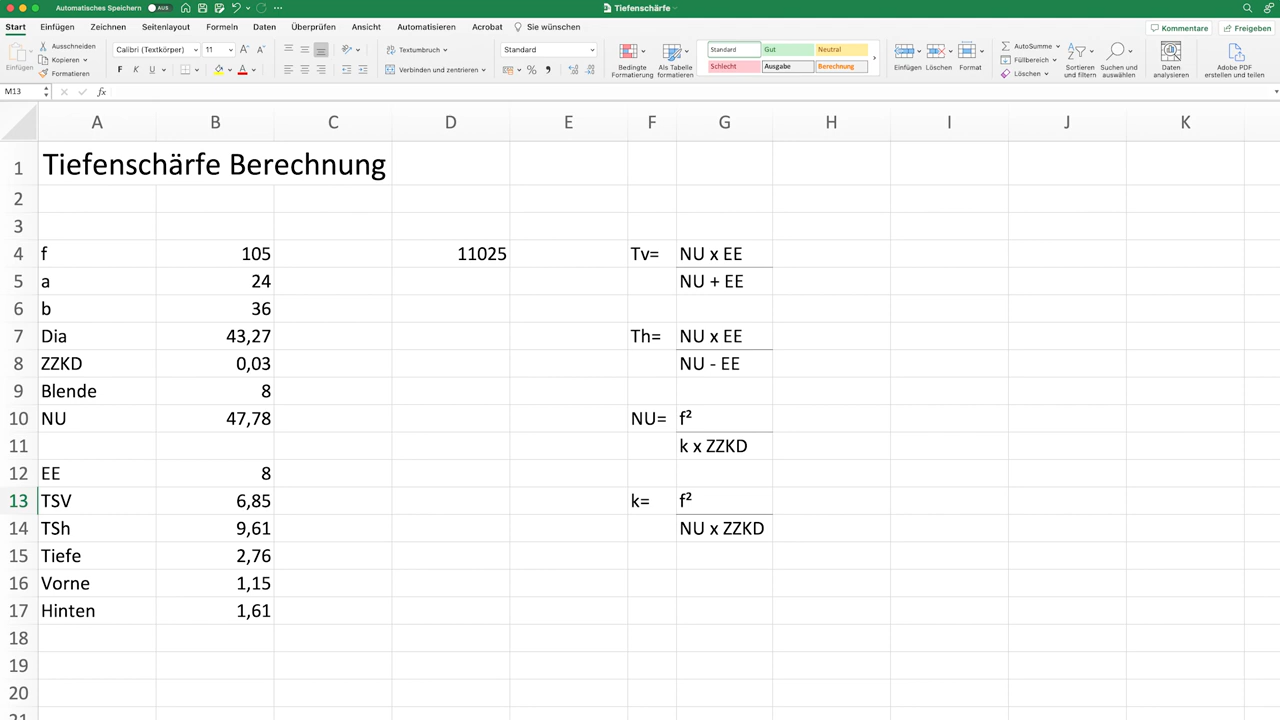 Automatisches Speichern AUS Tiefenschärfe
Start Einfügen Zeichnen Seitenlayout Formeln Daten Überprüfen Ansicht Automatisieren Acrobat Sie wünschen Kommentare Freigeben
Einfügen Ausschneiden Kopieren Formatieren
Calibri (Textkörper) 11
F K U
Textumbruch
Verbinden und zentrieren
Standard
%
Bedingte Formatierung
Als Tabelle formatieren
Standard Gut Neutral
Schlecht Ausgabe Berechnung
Einfügen Löschen Format
AutoSumme
Füllbereich
Löschen
Sortieren und filtern
Suchen und auswählen
Daten analysieren
Adobe PDF erstellen und teilen
M13 fx
A B C D E F G H I J K
1 Tiefenschärfe Berechnung
2
3
4 f 105 11025 Tv= NU x EE
5 a 24 NU + EE
6 b 36
7 Dia 43,27 Th= NU x EE
8 ZZKD 0,03 NU - EE
9 Blende 8
10 NU 47,78 NU= f²
11 k x ZZKD
12 EE 8
13 TSV 6,85 k= f²
14 TSh 9,61 NU x ZZKD
15 Tiefe 2,76
16 Vorne 1,15
17 Hinten 1,61
18
19
20
21